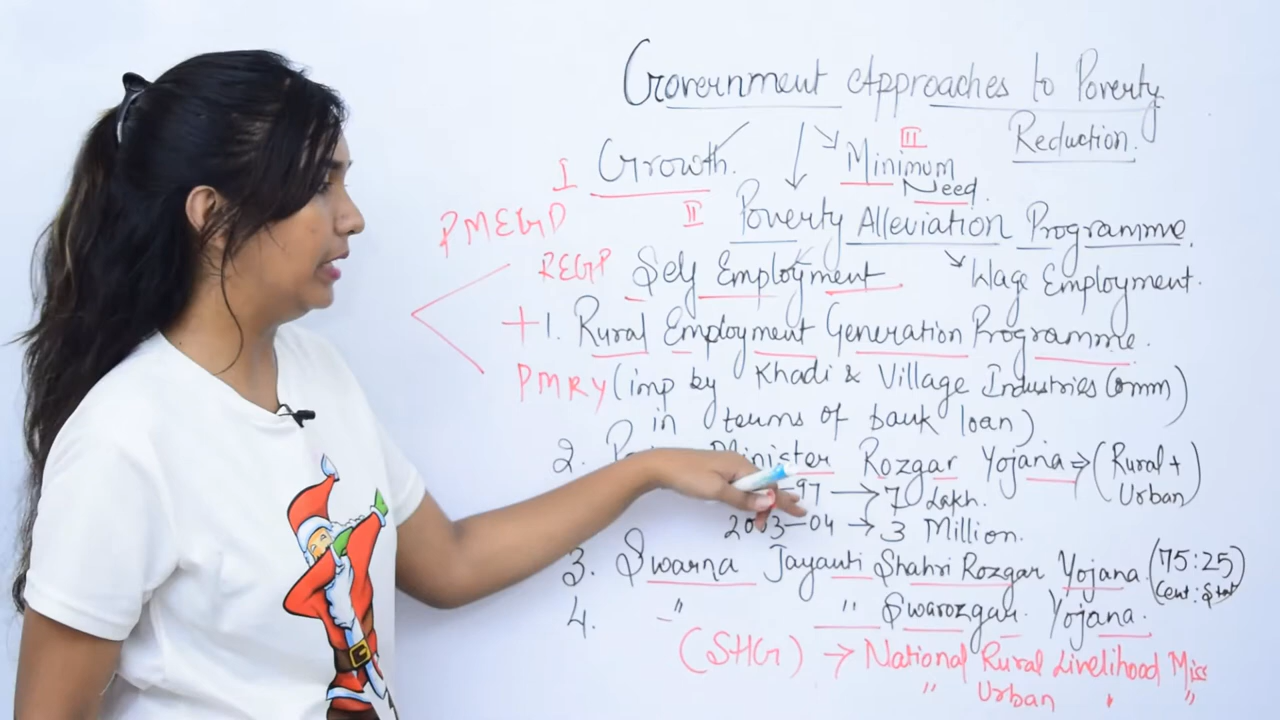 Government Approaches to Poverty
Reduction.
I Growth. III Minimum
Need.
II Poverty Alleviation Programme.
PMEGP
REGP Self Employment Wage Employment.
+ 1. Rural Employment Generation Programme.
PMRY (imp by Khadi & Village Industries Comm)
in terms of bank loan)
2. Minister Rozgar Yojana ⇒ (Rural +
Urban)
-97 → 7 Lakh.
2003-04 → 3 Million.
3. Swarna Jayanti Shahri Rozgar Yojana. (75:25)
Cent: Stat
4. " " Swarozgar Yojana.
(SHG) → National Rural Livelihood Miss
" Urban " "